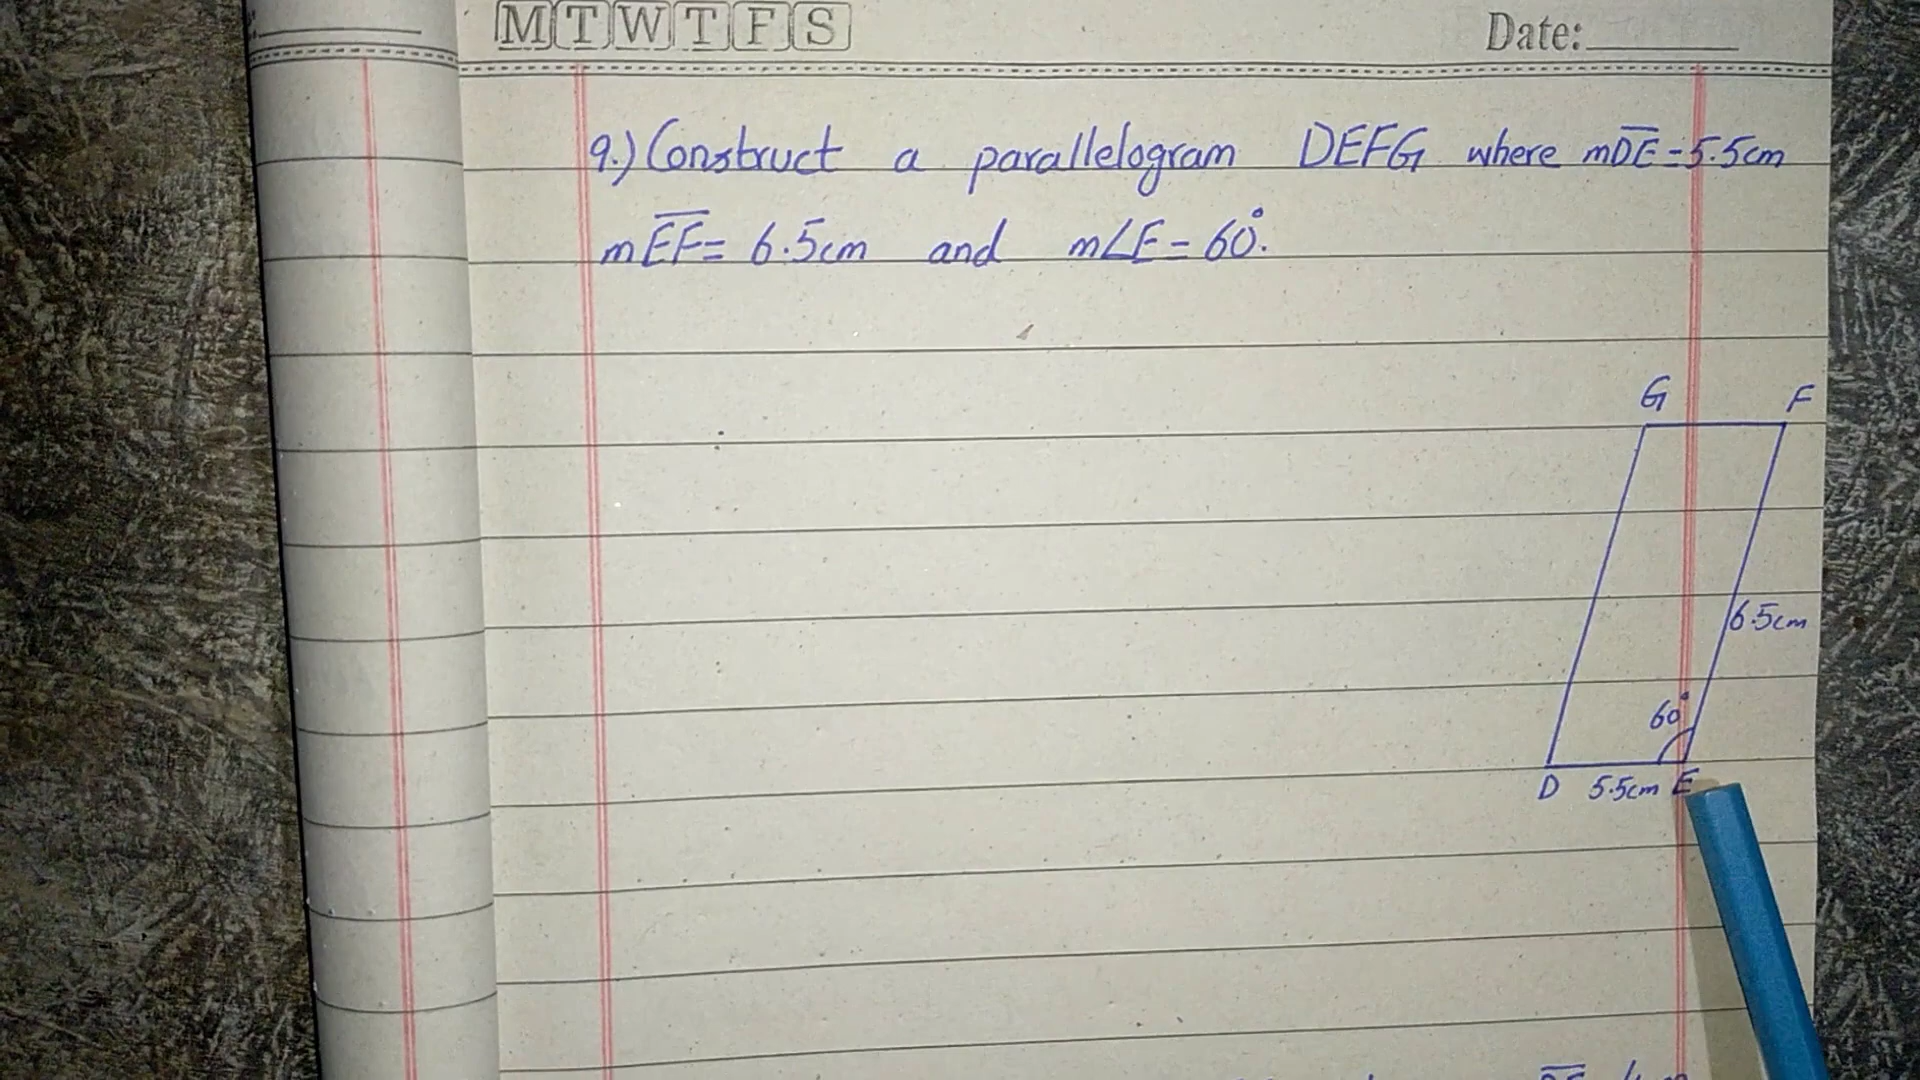 M T W T F S
Date:
9.) Construct a parallelogram DEFG where mDE = 5.5cm
mEF = 6.5cm and m∠E = 60°.
G F
6.5cm
60°
D 5.5cm E